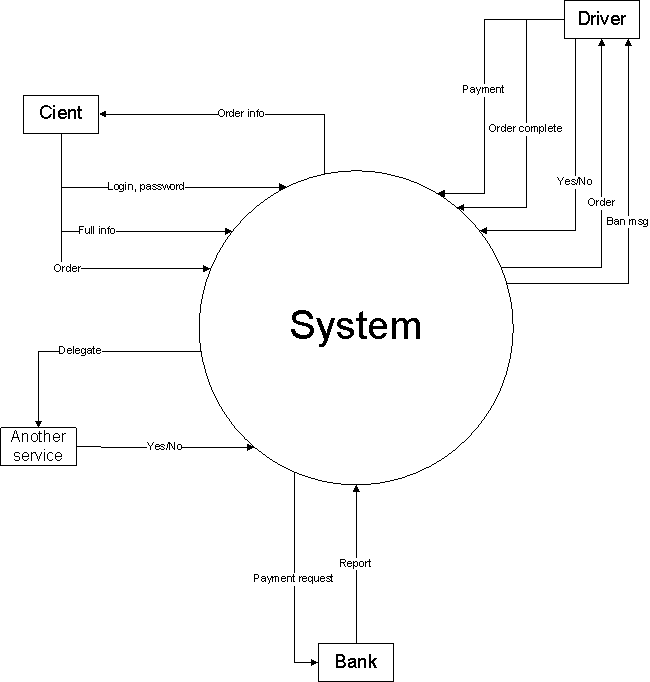 Driver
Payment
Cient
Order info
Order complete
Login, password
Yes/No
Order
Ban msg
Full info
Order
System
Delegate
Another
service
Yes/No
Report
Payment request
Bank